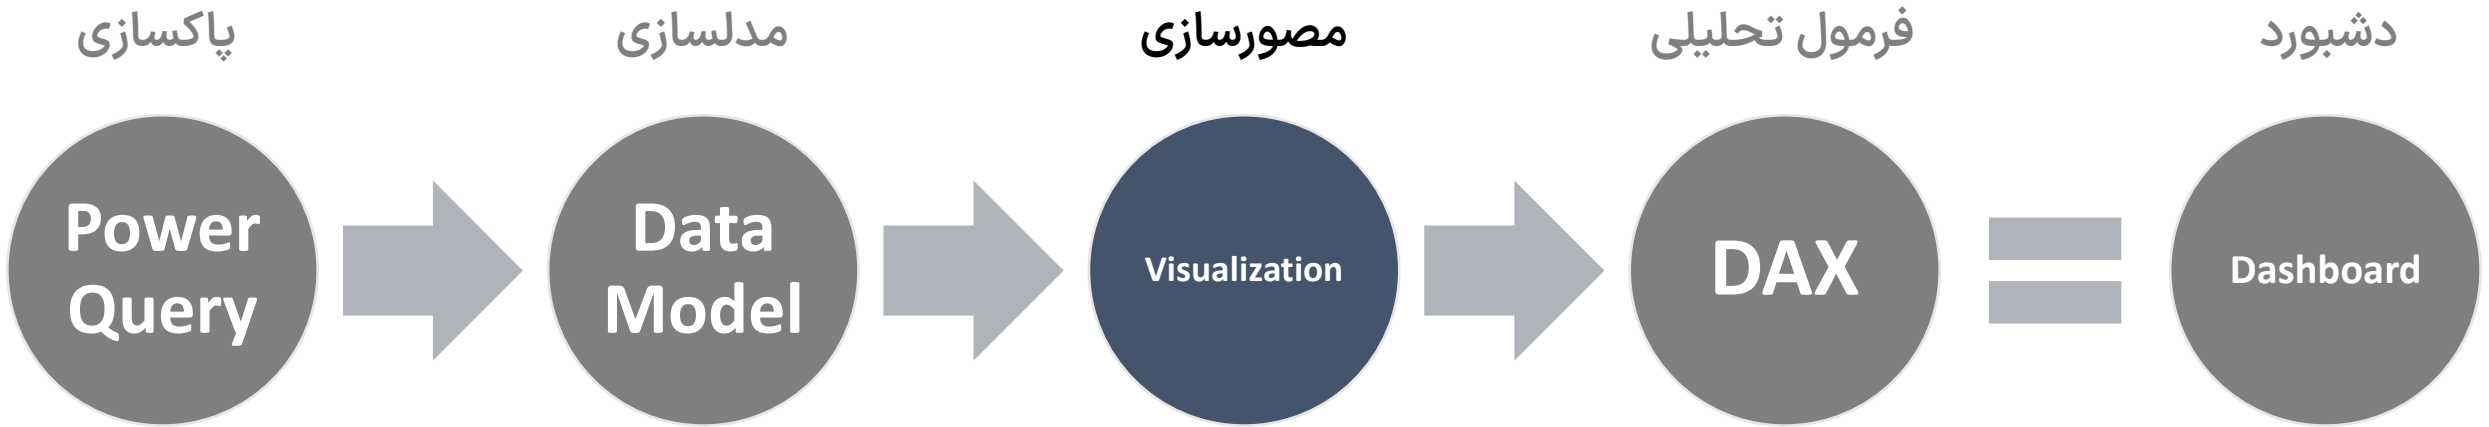 پاکسازی
مدلسازی
مصورسازی
فرمول تحلیلی
دشبورد
Power
Query
Data
Model
Visualization
DAX
Dashboard